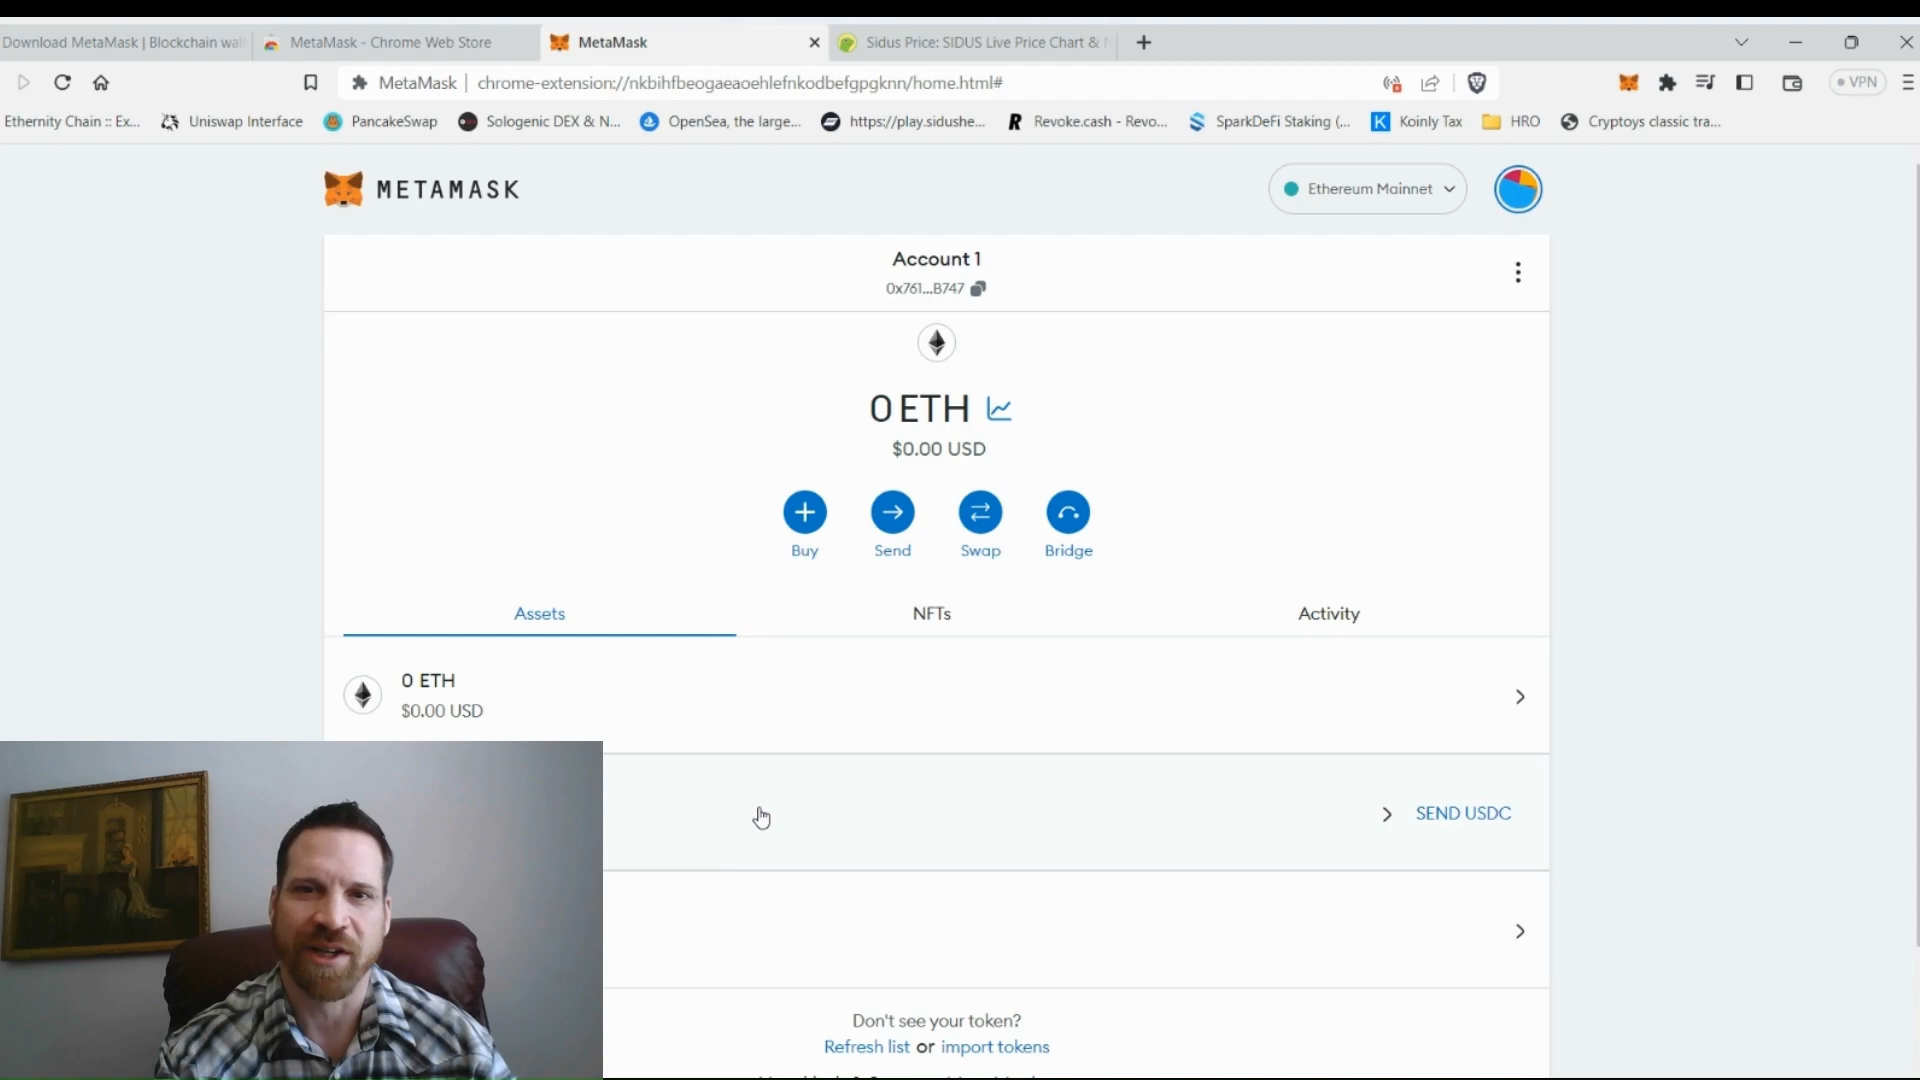 Download MetaMask | Blockchain wal
MetaMask - Chrome Web Store
MetaMask
Sidus Price: SIDUS Live Price Chart &
MetaMask | chrome-extension://nkbihfbeogaeaoehlefnkodbefgpgknn/home.html#
VPN
Ethernity Chain :: Ex...
Uniswap Interface
PancakeSwap
Sologenic DEX & N...
OpenSea, the large...
https://play.sidushe...
Revoke.cash - Revo...
SparkDeFi Staking (...
K
Koinly Tax
HRO
Cryptoys classic tra...
METAMASK
Ethereum Mainnet
Account 1
0x761...B747
0 ETH
$0.00 USD
Buy
Send
Swap
Bridge
Assets
NFTs
Activity
0 ETH
$0.00 USD
SEND USDC
Don't see your token?
Refresh list or import tokens